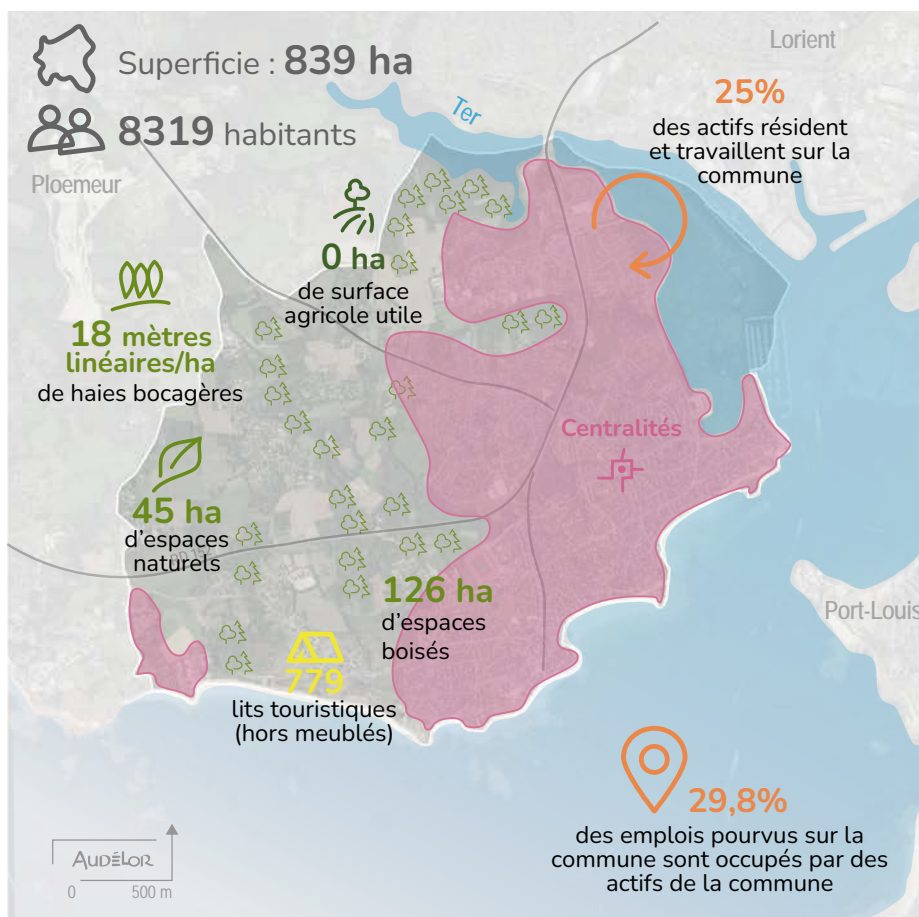 Superficie : 839 ha
8319 habitants
Lorient
Ter
25%
des actifs résident
et travaillent sur la
commune
Ploemeur
0 ha
de surface
agricole utile
18 mètres
linéaires/ha
de haies bocagères
Centralités
45 ha
d'espaces
naturels
RD 152
126 ha
d'espaces
boisés
Port-Louis
779
lits touristiques
(hors meublés)
29,8%
des emplois pourvus sur la
commune sont occupés par des
actifs de la commune
AUDÉLOR
0 500 m